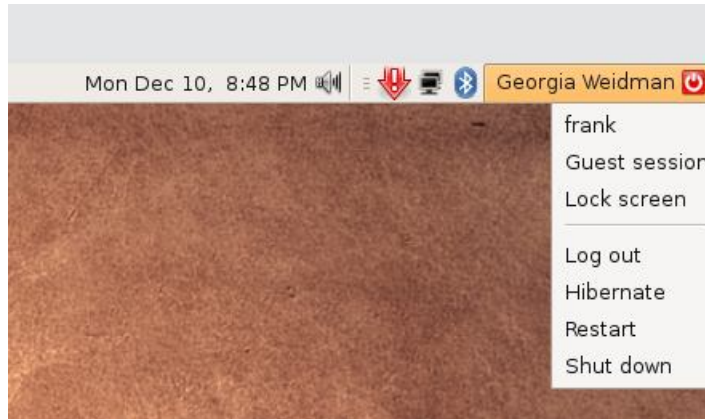 Mon Dec 10, 8:48 PM
Georgia Weidman
frank
Guest session
Lock screen
Log out
Hibernate
Restart
Shut down